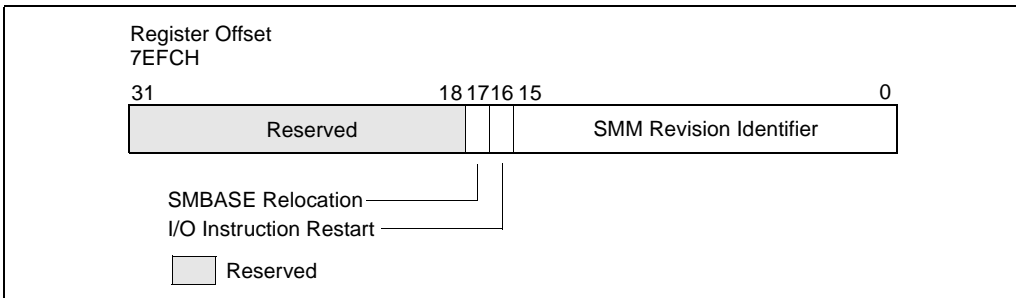 Register Offset
7EFCH
31 18 17 16 15 0
Reserved SMM Revision Identifier
SMBASE Relocation
I/O Instruction Restart
Reserved